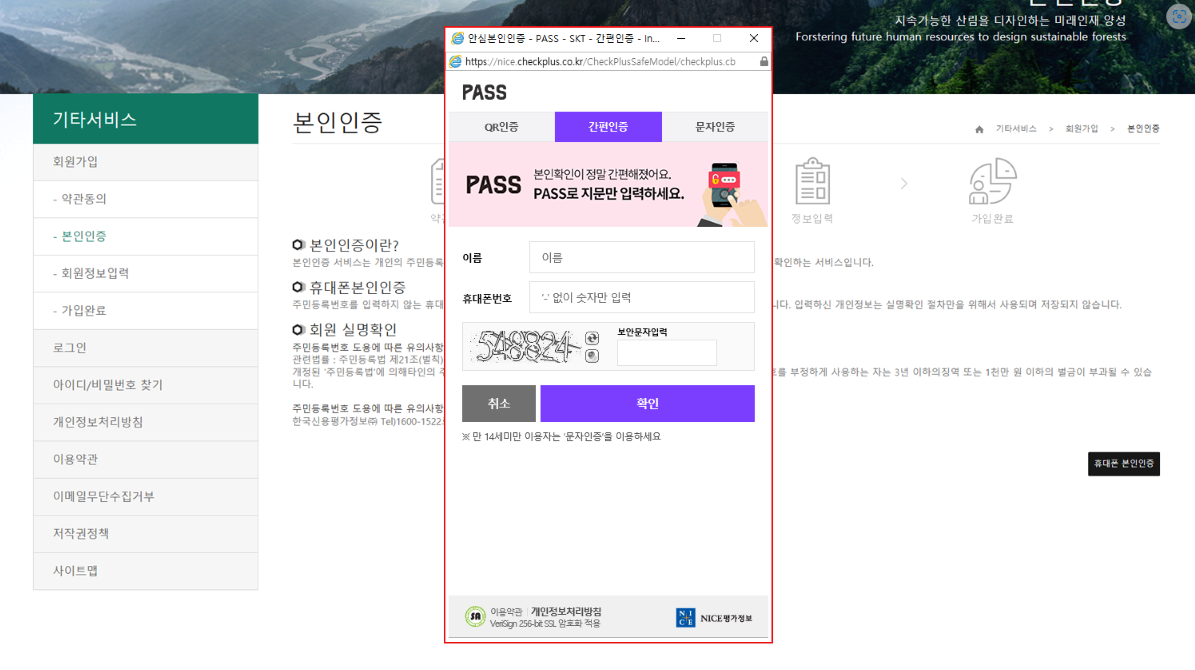 지속가능한 산림을 디자인하는 미래인재 양성
Forstering future human resources to design sustainable forests
기타서비스
회원가입
- 약관동의
- 본인인증
- 회원정보입력
- 가입완료
로그인
아이디/비밀번호 찾기
개인정보처리방침
이용약관
이메일무단수집거부
저작권정책
사이트맵
본인인증
기타서비스 > 회원가입 > 본인인증
정보입력
가입완료
본인인증이란?
본인인증 서비스는 개인의 주민등록
확인하는 서비스입니다.
휴대폰본인인증
주민등록번호를 입력하지 않는 휴대
니다. 입력하신 개인정보는 실명확인 절차만을 위해서 사용되며 저장되지 않습니다.
회원 실명확인
주민등록번호 도용에 따른 유의사항
관련법률 : 주민등록법 제21조(벌칙)
개정된 '주민등록법'에 의해타인의
호를 부정하게 사용하는 자는 3년 이하의징역 또는 1천만 원 이하의 벌금이 부과될 수 있습
니다.
주민등록번호 도용에 따른 유의사항
한국신용평가정보㈜ Tel)1600-1522
휴대폰 본인인증
안심본인인증 - PASS - SKT - 간편인증 - In...
https://nice.checkplus.co.kr/CheckPlusSafeModel/checkplus.cb
PASS
QR인증
간편인증
문자인증
PASS
본인확인이 정말 간편해졌어요.
PASS로 지문만 입력하세요.
이름
이름
휴대폰번호
'-' 없이 숫자만 입력
548824
보안문자입력
취소
확인
※ 만 14세미만 이용자는 '문자인증'을 이용하세요
SA
이용약관 | 개인정보처리방침
VeriSign 256-bit SSL 암호화 적용
NICE
NICE평가정보